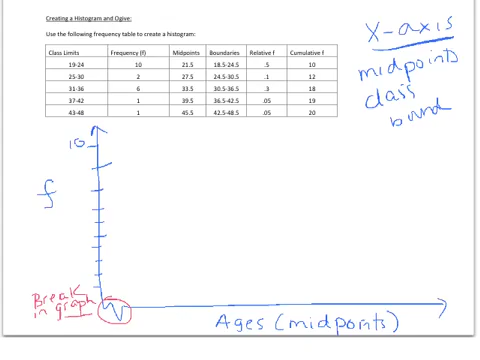 Creating a Histogram and Ogive:
Use the following frequency table to create a histogram:
Class Limits Frequency (f) Midpoints Boundaries Relative f Cumulative f
19-24 10 21.5 18.5-24.5 .5 10
25-30 2 27.5 24.5-30.5 .1 12
31-36 6 33.5 30.5-36.5 .3 18
37-42 1 39.5 36.5-42.5 .05 19
43-48 1 45.5 42.5-48.5 .05 20
X-axis
midpoints
class
bound
10
f
Break
in graph
Ages (midpoints)